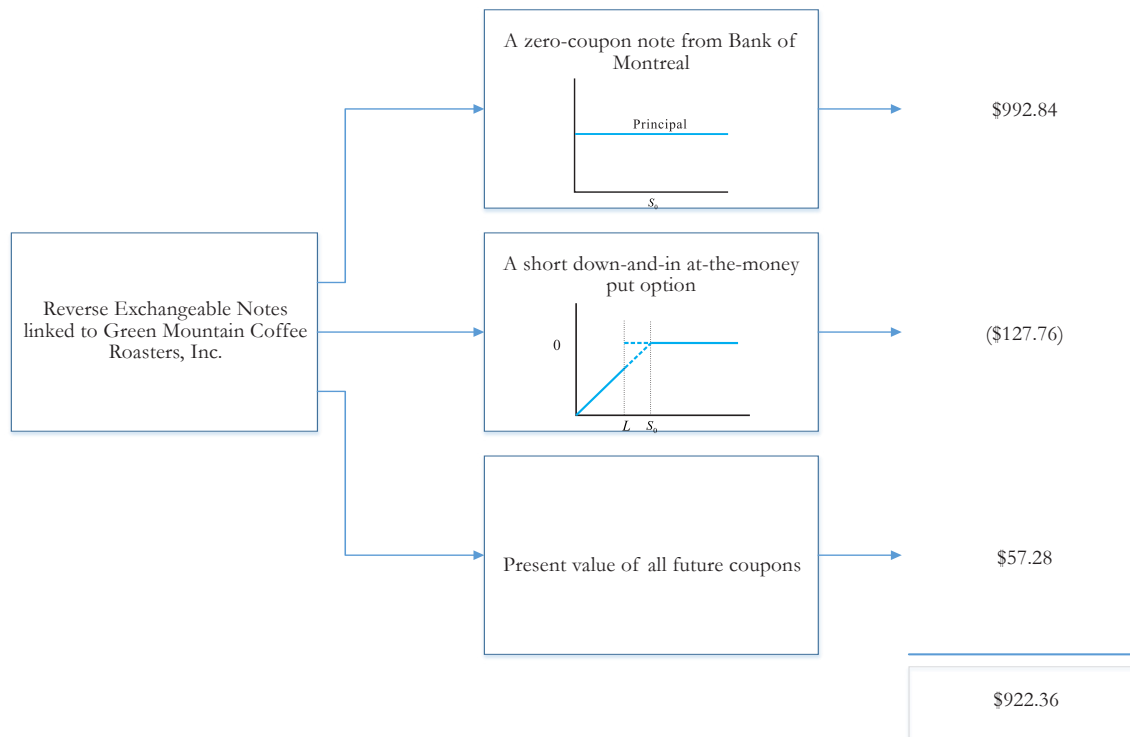 A zero-coupon note from Bank of
Montreal
Principal
S₀
$992.84
Reverse Exchangeable Notes
linked to Green Mountain Coffee
Roasters, Inc.
A short down-and-in at-the-money
put option
0
L S₀
($127.76)
Present value of all future coupons
$57.28
$922.36